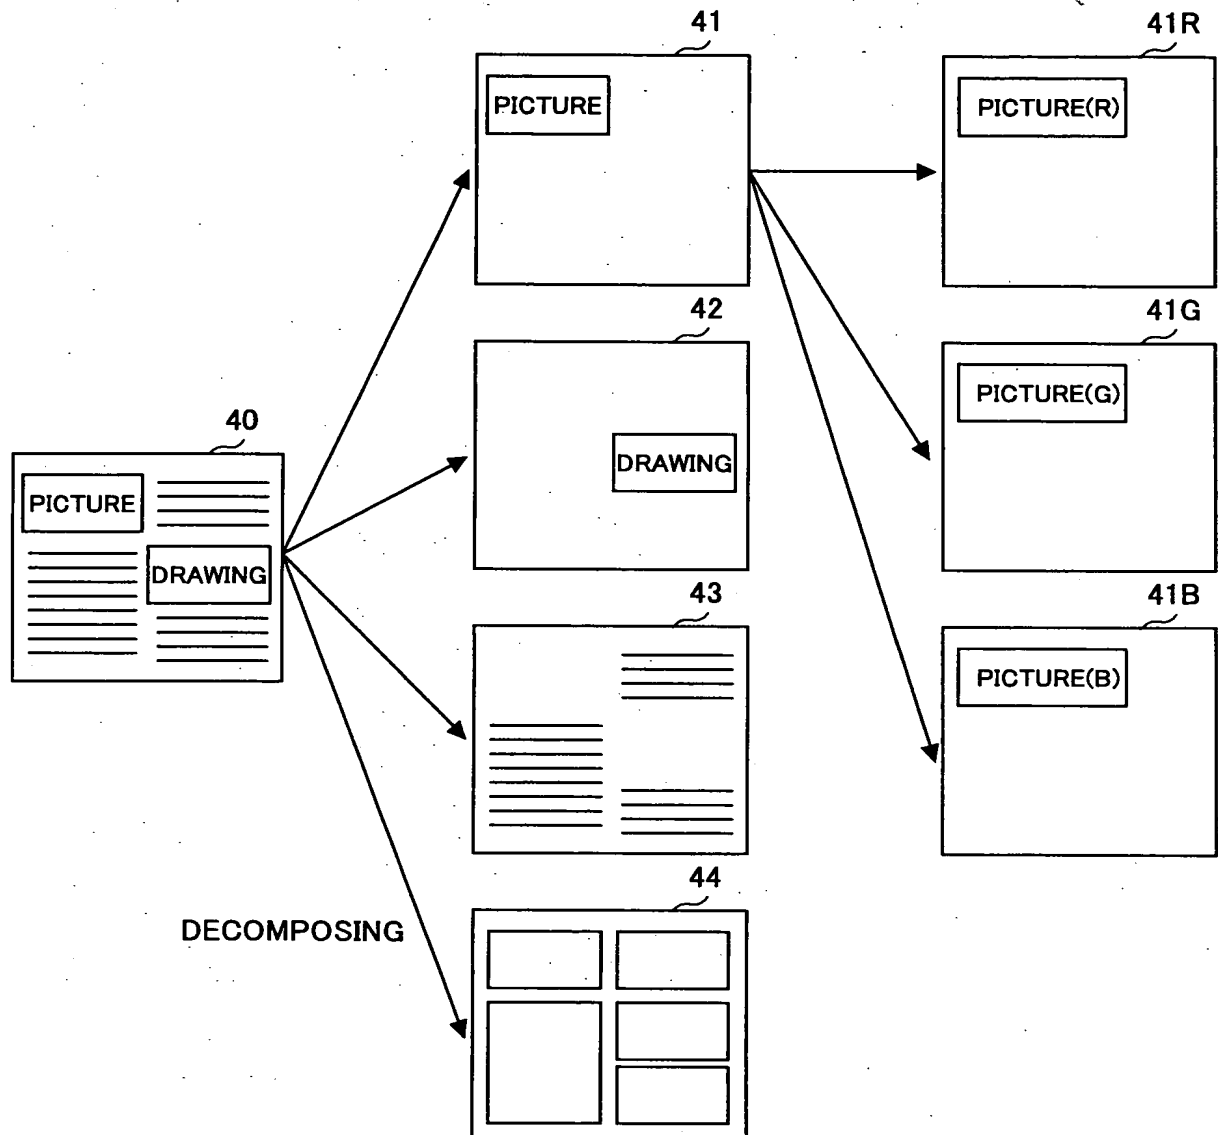 41
PICTURE
41R
PICTURE(R)
42
DRAWING
41G
PICTURE(G)
40
PICTURE
DRAWING
43
41B
PICTURE(B)
44
DECOMPOSING